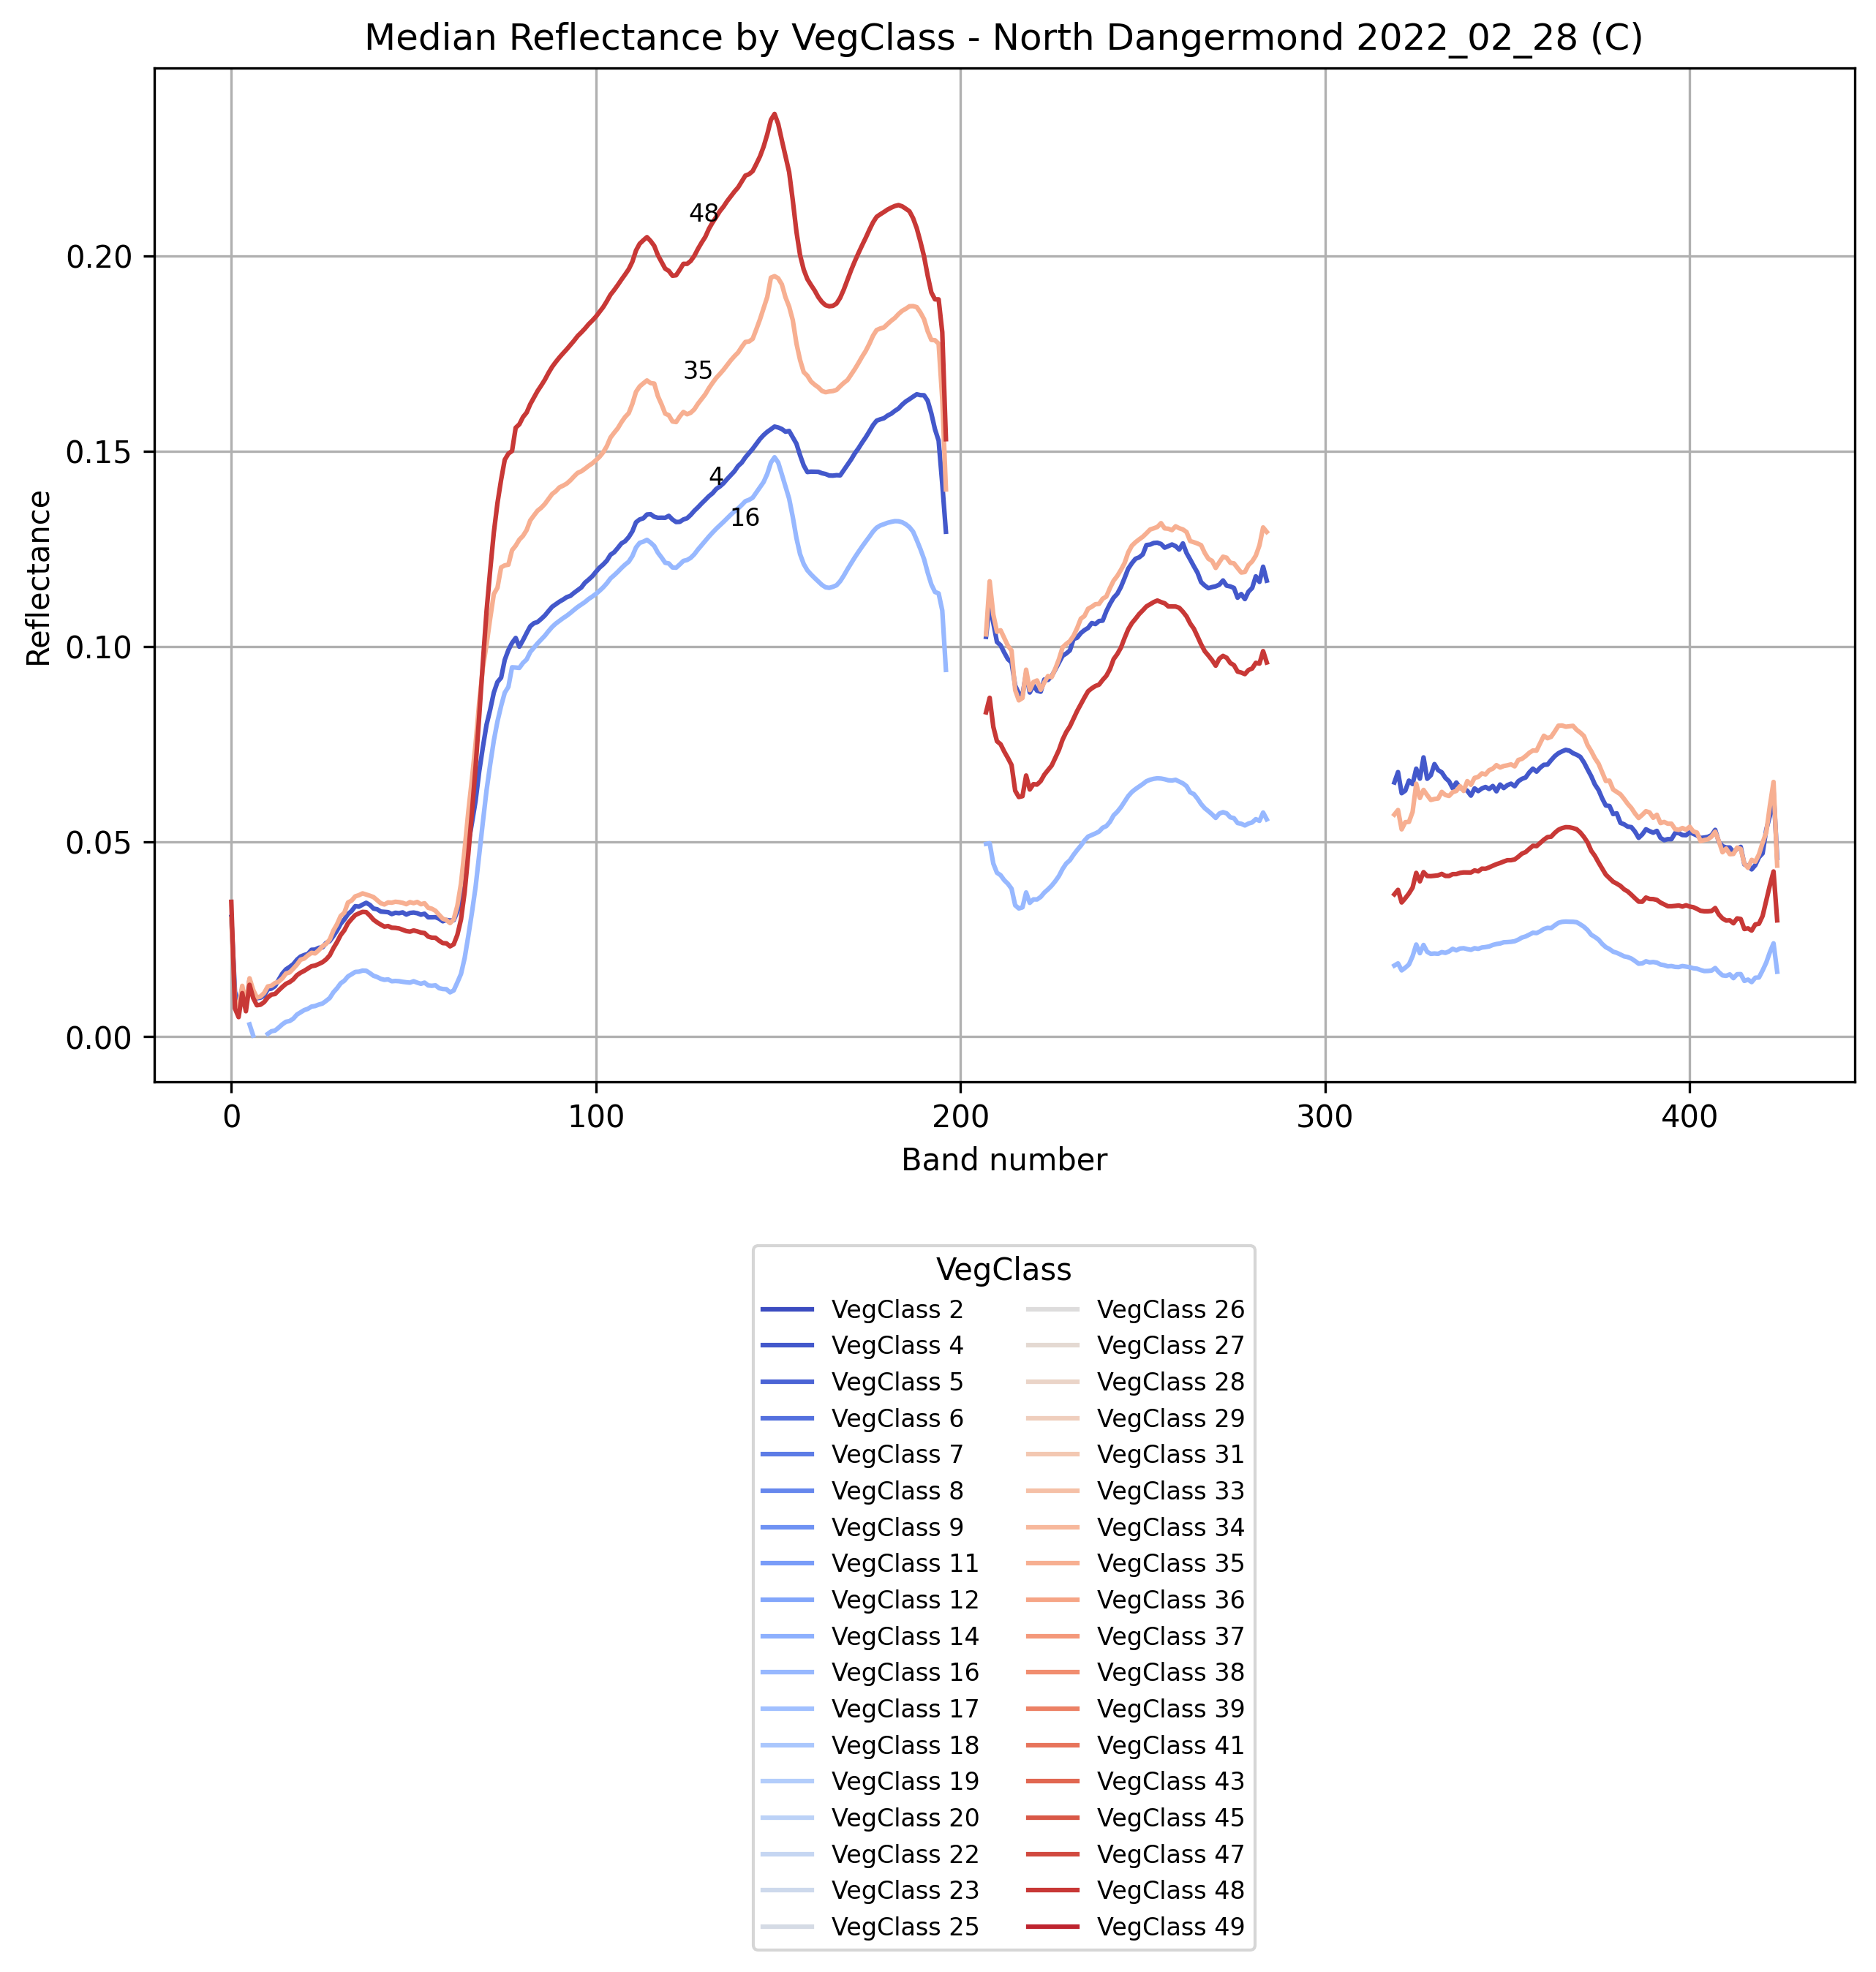 Median Reflectance by VegClass - North Dangermond 2022_02_28 (C)
Reflectance
0.20
0.15
0.10
0.05
0.00
48
35
4
16
0
100
200
300
400
Band number
VegClass
VegClass 2
VegClass 4
VegClass 5
VegClass 6
VegClass 7
VegClass 8
VegClass 9
VegClass 11
VegClass 12
VegClass 14
VegClass 16
VegClass 17
VegClass 18
VegClass 19
VegClass 20
VegClass 22
VegClass 23
VegClass 25
VegClass 26
VegClass 27
VegClass 28
VegClass 29
VegClass 31
VegClass 33
VegClass 34
VegClass 35
VegClass 36
VegClass 37
VegClass 38
VegClass 39
VegClass 41
VegClass 43
VegClass 45
VegClass 47
VegClass 48
VegClass 49